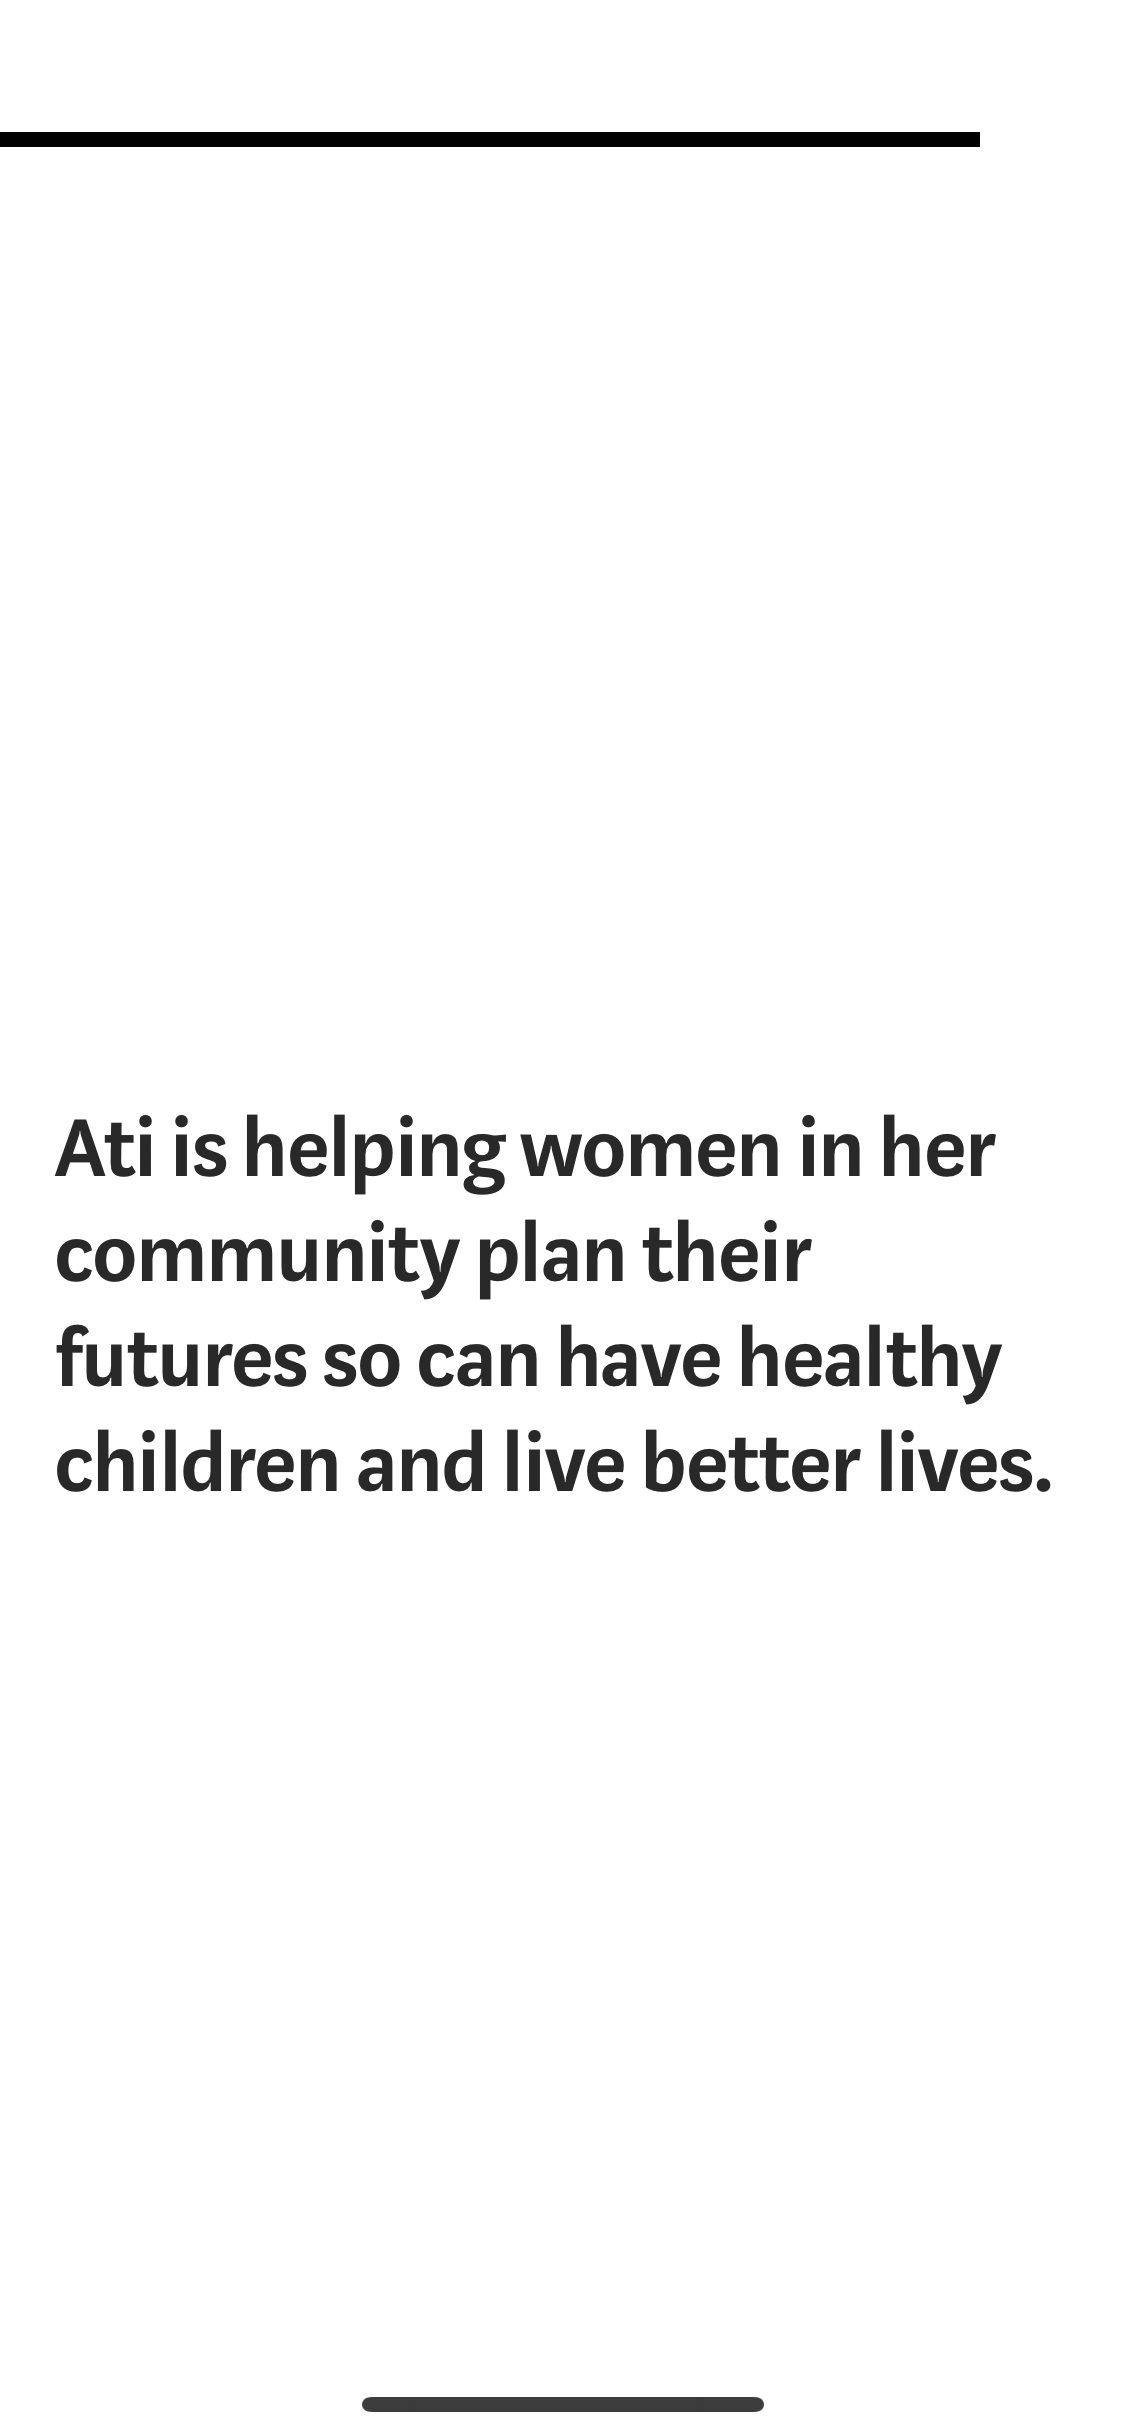 Ati is helping women in her
community plan their
futures so can have healthy
children and live better lives.